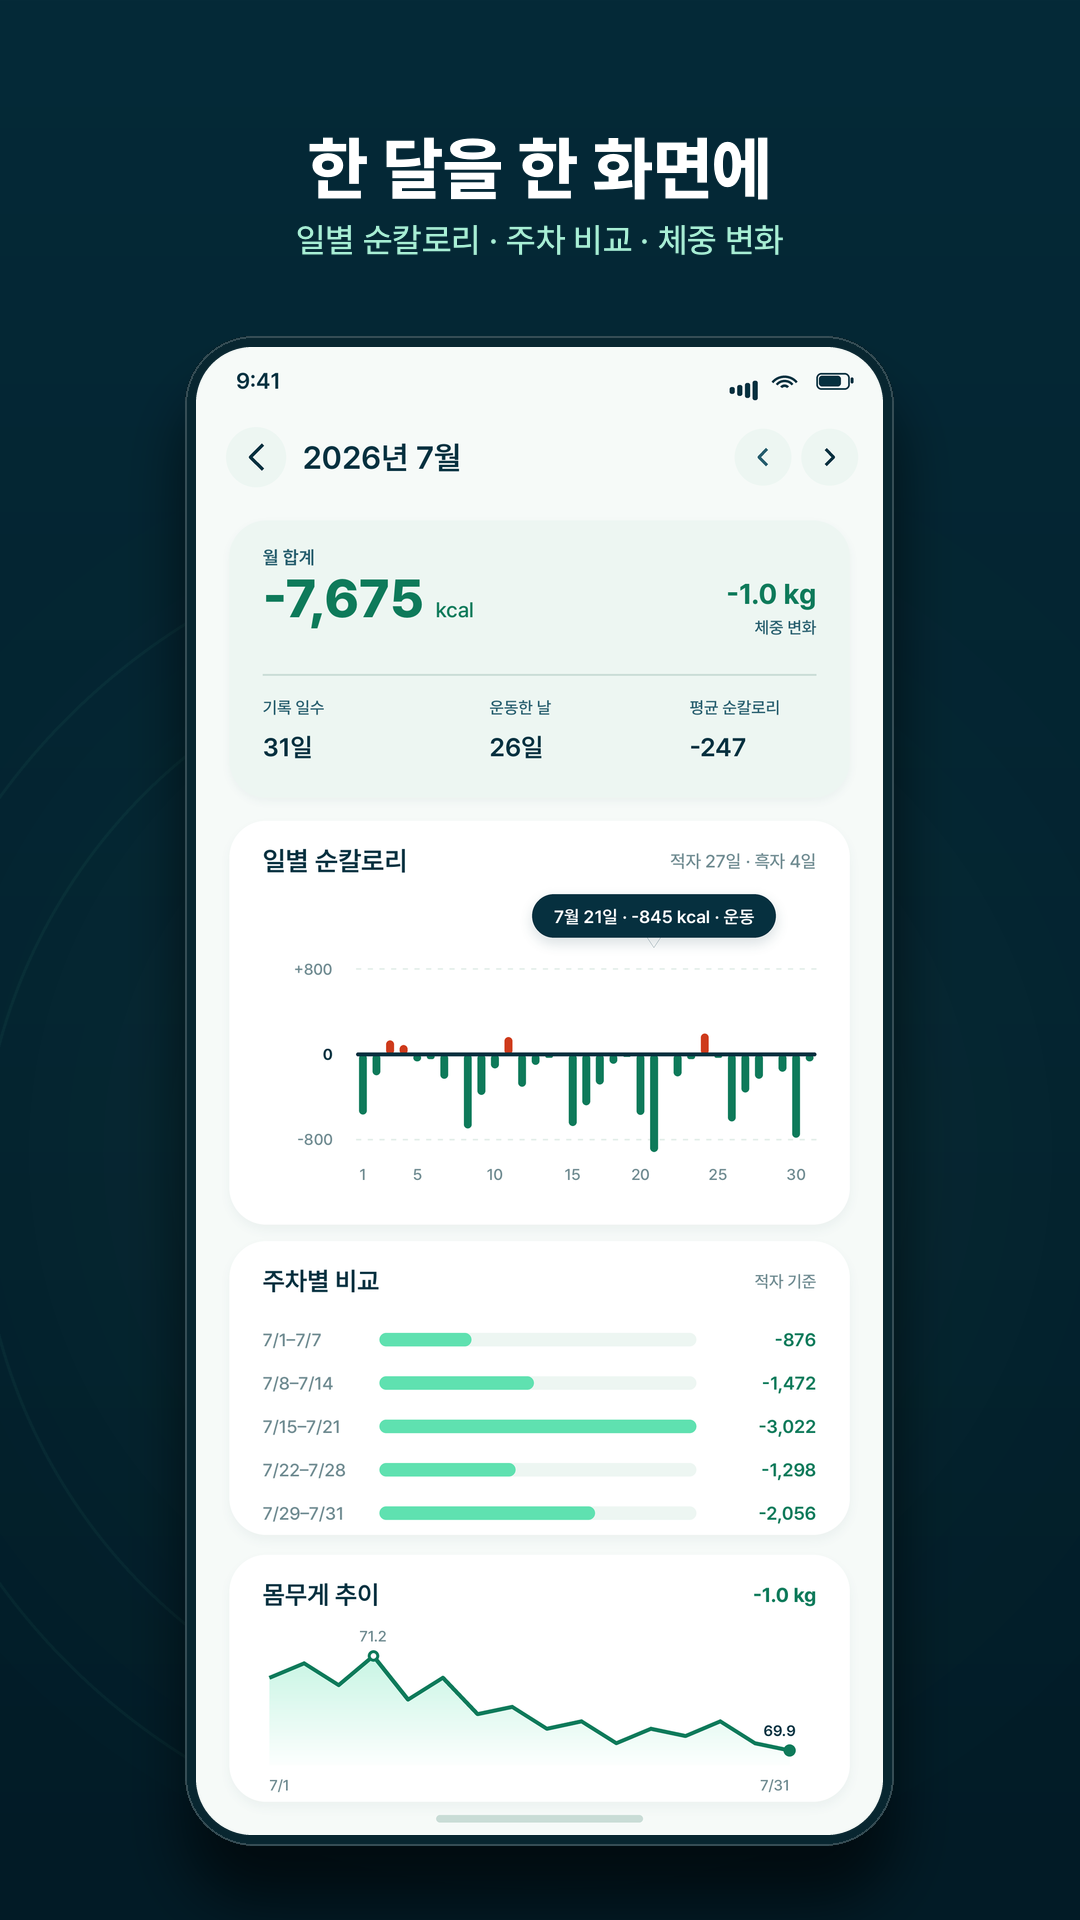 한 달을 한 화면에
일별 순칼로리 · 주차 비교 · 체중 변화
9:41
2026년 7월
월 합계
-7,675 kcal
-1.0 kg
체중 변화
기록 일수
운동한 날
평균 순칼로리
31일
26일
-247
일별 순칼로리
적자 27일 · 흑자 4일
7월 21일 · -845 kcal · 운동
+800
0
-800
1 5 10 15 20 25 30
주차별 비교
적자 기준
7/1–7/7 -876
7/8–7/14 -1,472
7/15–7/21 -3,022
7/22–7/28 -1,298
7/29–7/31 -2,056
몸무게 추이
-1.0 kg
71.2
69.9
7/1
7/31